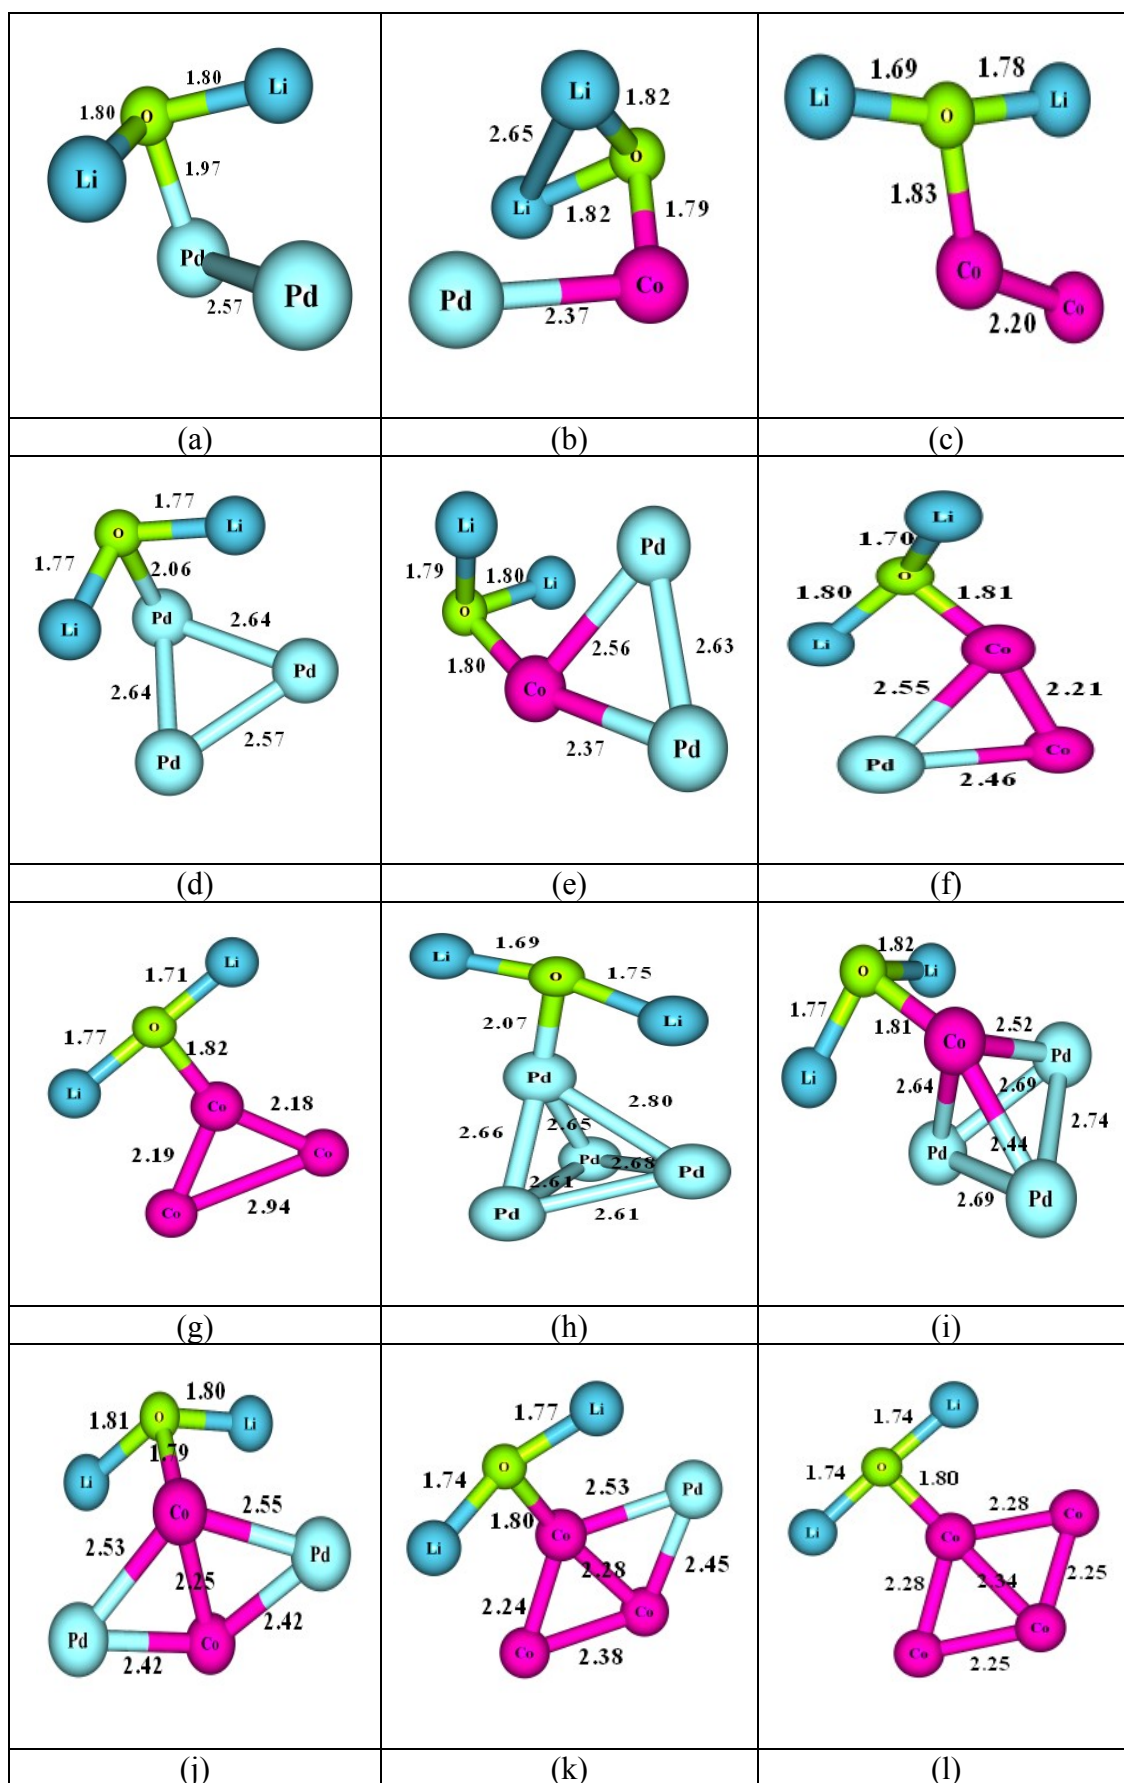 1.80
Li
1.80
O
Li
1.97
Pd
Pd
2.57
(a)
Li
1.82
2.65
O
Li
1.82
1.79
Pd
Co
2.37
(b)
1.69
1.78
Li
O
Li
1.83
Co
Co
2.20
(c)
1.77
O
Li
1.77
2.06
Li
Pd
2.64
2.64
Pd
2.57
Pd
(d)
Li
Pd
1.79
1.80
Li
O
1.80
2.56
2.63
Co
2.37
Pd
(e)
Li
1.70
O
1.80
1.81
Li
Co
2.55
2.21
Pd
Co
2.46
(f)
Li
1.71
O
1.77
1.82
Li
Co
2.18
2.19
Co
2.94
Co
(g)
1.69
Li
O
1.75
2.07
Li
Pd
2.80
2.66
2.65
Pd
2.68
Pd
2.61
Pd
2.61
(h)
1.82
O
Li
1.77
1.81
2.52
Co
Pd
Li
2.64
2.69
2.74
Pd
2.44
2.69
Pd
(i)
1.80
1.81
O
Li
1.79
Li
2.55
Co
2.53
Pd
2.25
2.42
Pd
Co
2.42
(j)
1.77
Li
O
1.74
2.53
Pd
1.80
Co
Li
2.28
2.45
2.24
Co
Co
2.38
(k)
Li
1.74
O
1.74
1.80
2.28
Co
Li
Co
2.28
2.34
2.25
Co
Co
2.25
(l)